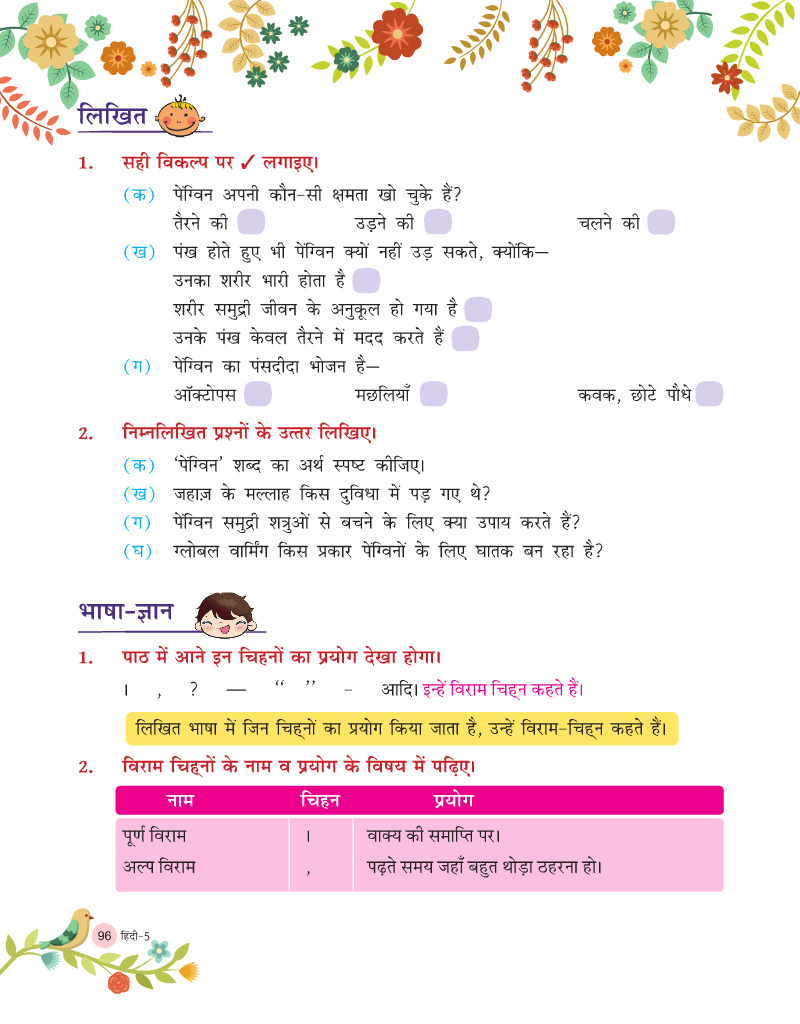 लिखित
1. सही विकल्प पर ✓ लगाइए।
(क) पेंग्विन अपनी कौन-सी क्षमता खो चुके हैं?
तैरने की उड़ने की चलने की
(ख) पंख होते हुए भी पेंग्विन क्यों नहीं उड़ सकते, क्योंकि—
उनका शरीर भारी होता है
शरीर समुद्री जीवन के अनुकूल हो गया है
उनके पंख केवल तैरने में मदद करते हैं
(ग) पेंग्विन का पंसदीदा भोजन है—
ऑक्टोपस मछलियाँ कवक, छोटे पौधे
2. निम्नलिखित प्रश्नों के उत्तर लिखिए।
(क) ‘पेंग्विन’ शब्द का अर्थ स्पष्ट कीजिए।
(ख) जहाज़ के मल्लाह किस दुविधा में पड़ गए थे?
(ग) पेंग्विन समुद्री शत्रुओं से बचने के लिए क्या उपाय करते हैं?
(घ) ग्लोबल वार्मिंग किस प्रकार पेंग्विनों के लिए घातक बन रहा है?
भाषा-ज्ञान
1. पाठ में आने इन चिहनों का प्रयोग देखा होगा।
। , ? — “ ” - आदि। इन्हें विराम चिह्न कहते हैं।
लिखित भाषा में जिन चिह्नों का प्रयोग किया जाता है, उन्हें विराम-चिह्न कहते हैं।
2. विराम चिह्नों के नाम व प्रयोग के विषय में पढ़िए।
नाम चिहन प्रयोग
पूर्ण विराम । वाक्य की समाप्ति पर।
अल्प विराम , पढ़ते समय जहाँ बहुत थोड़ा ठहरना हो।
96 हिंदी-5